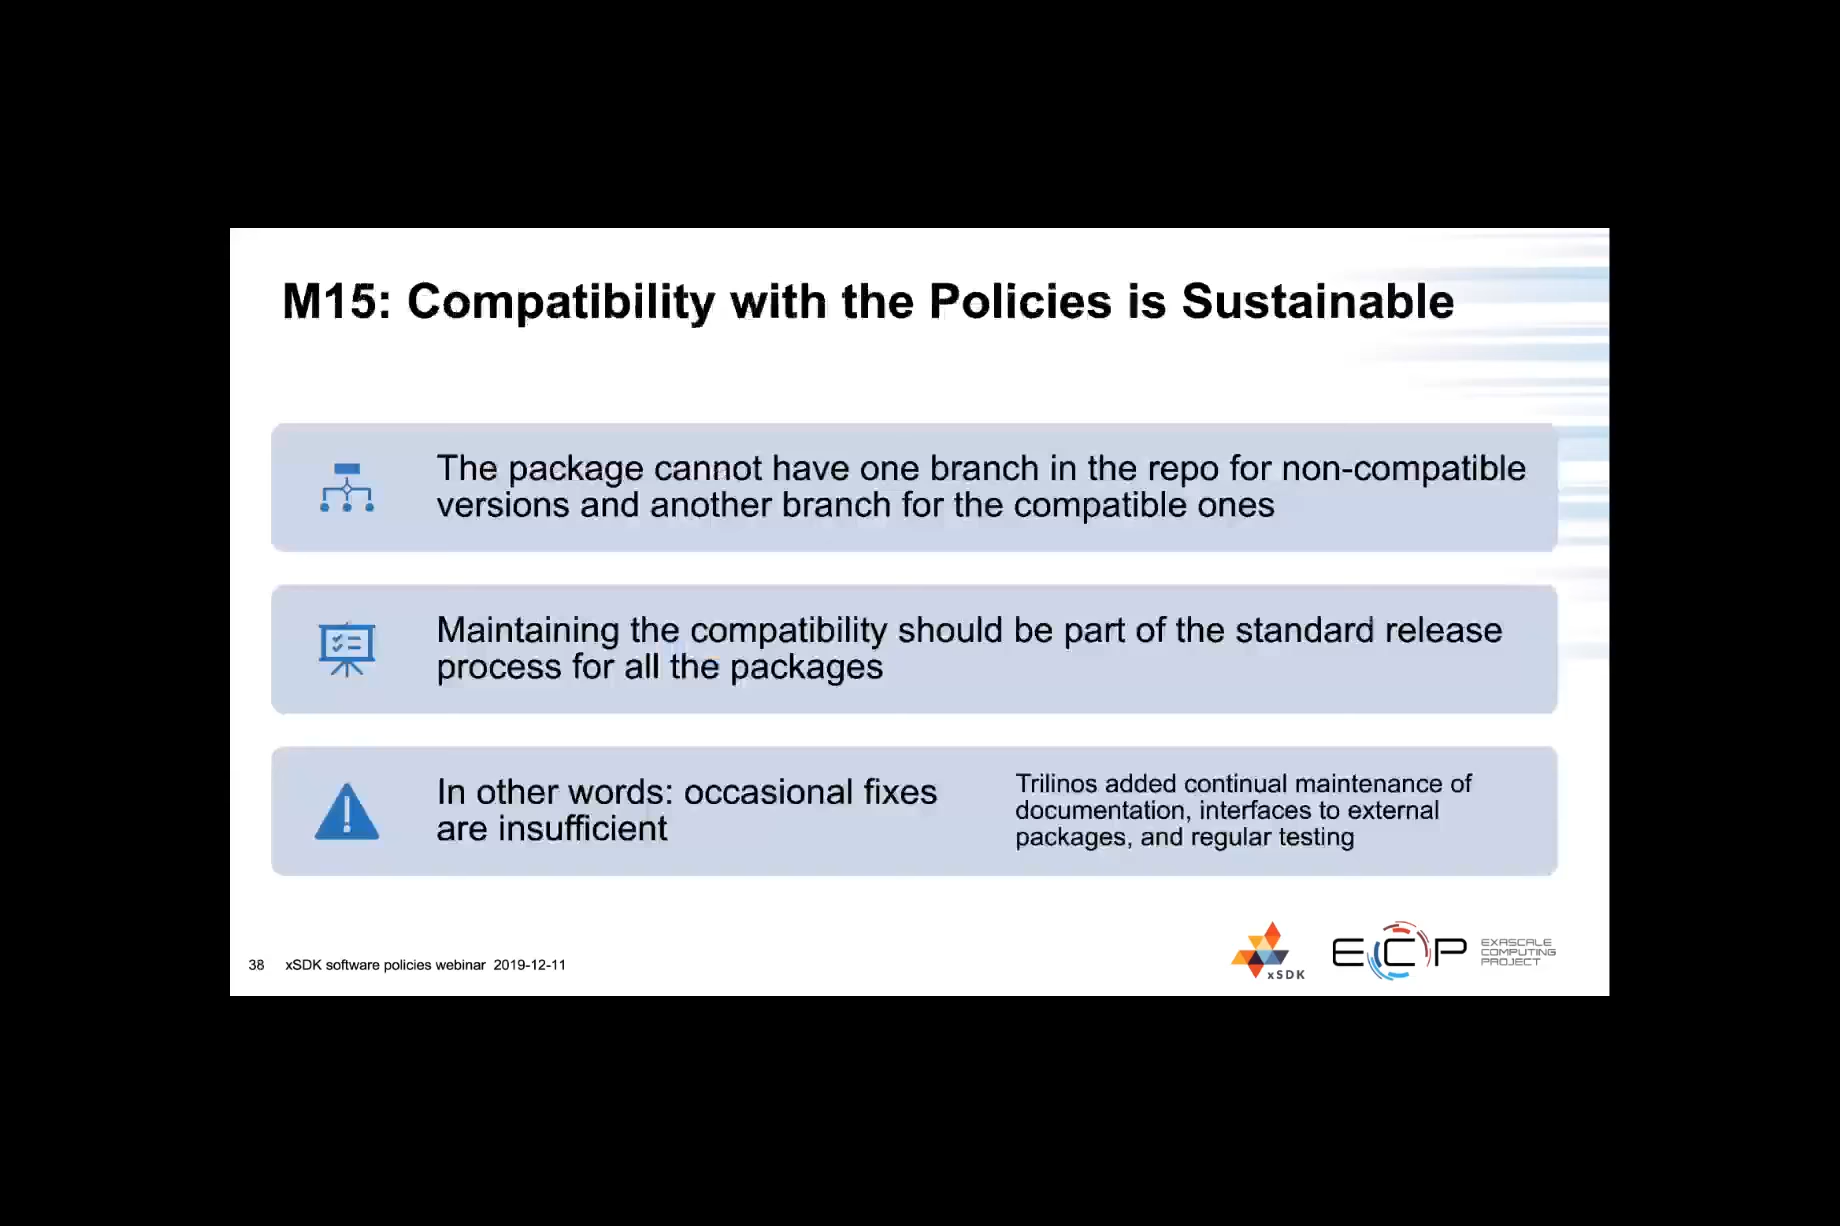 M15: Compatibility with the Policies is Sustainable
The package cannot have one branch in the repo for non-compatible
versions and another branch for the compatible ones
Maintaining the compatibility should be part of the standard release
process for all the packages
In other words: occasional fixes
are insufficient
Trilinos added continual maintenance of
documentation, interfaces to external
packages, and regular testing
38 xSDK software policies webinar 2019-12-11
xSDK
ECP
EXASCALE
COMPUTING
PROJECT